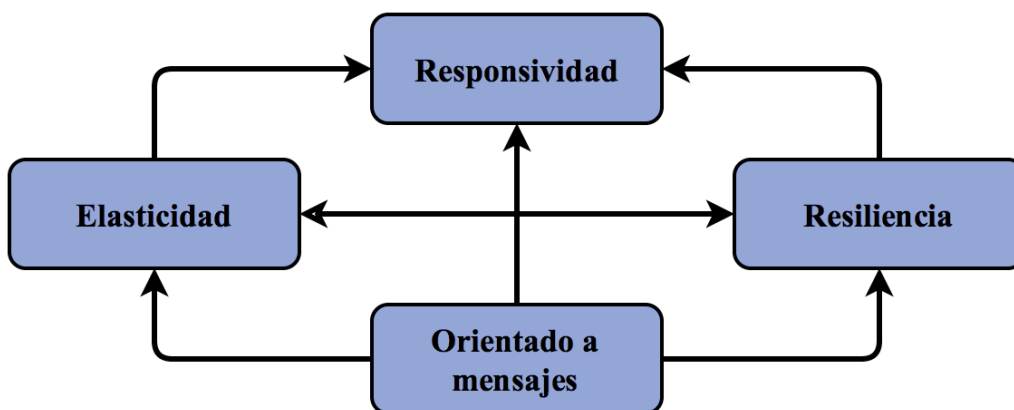 Responsividad
Elasticidad
Resiliencia
Orientado a
mensajes